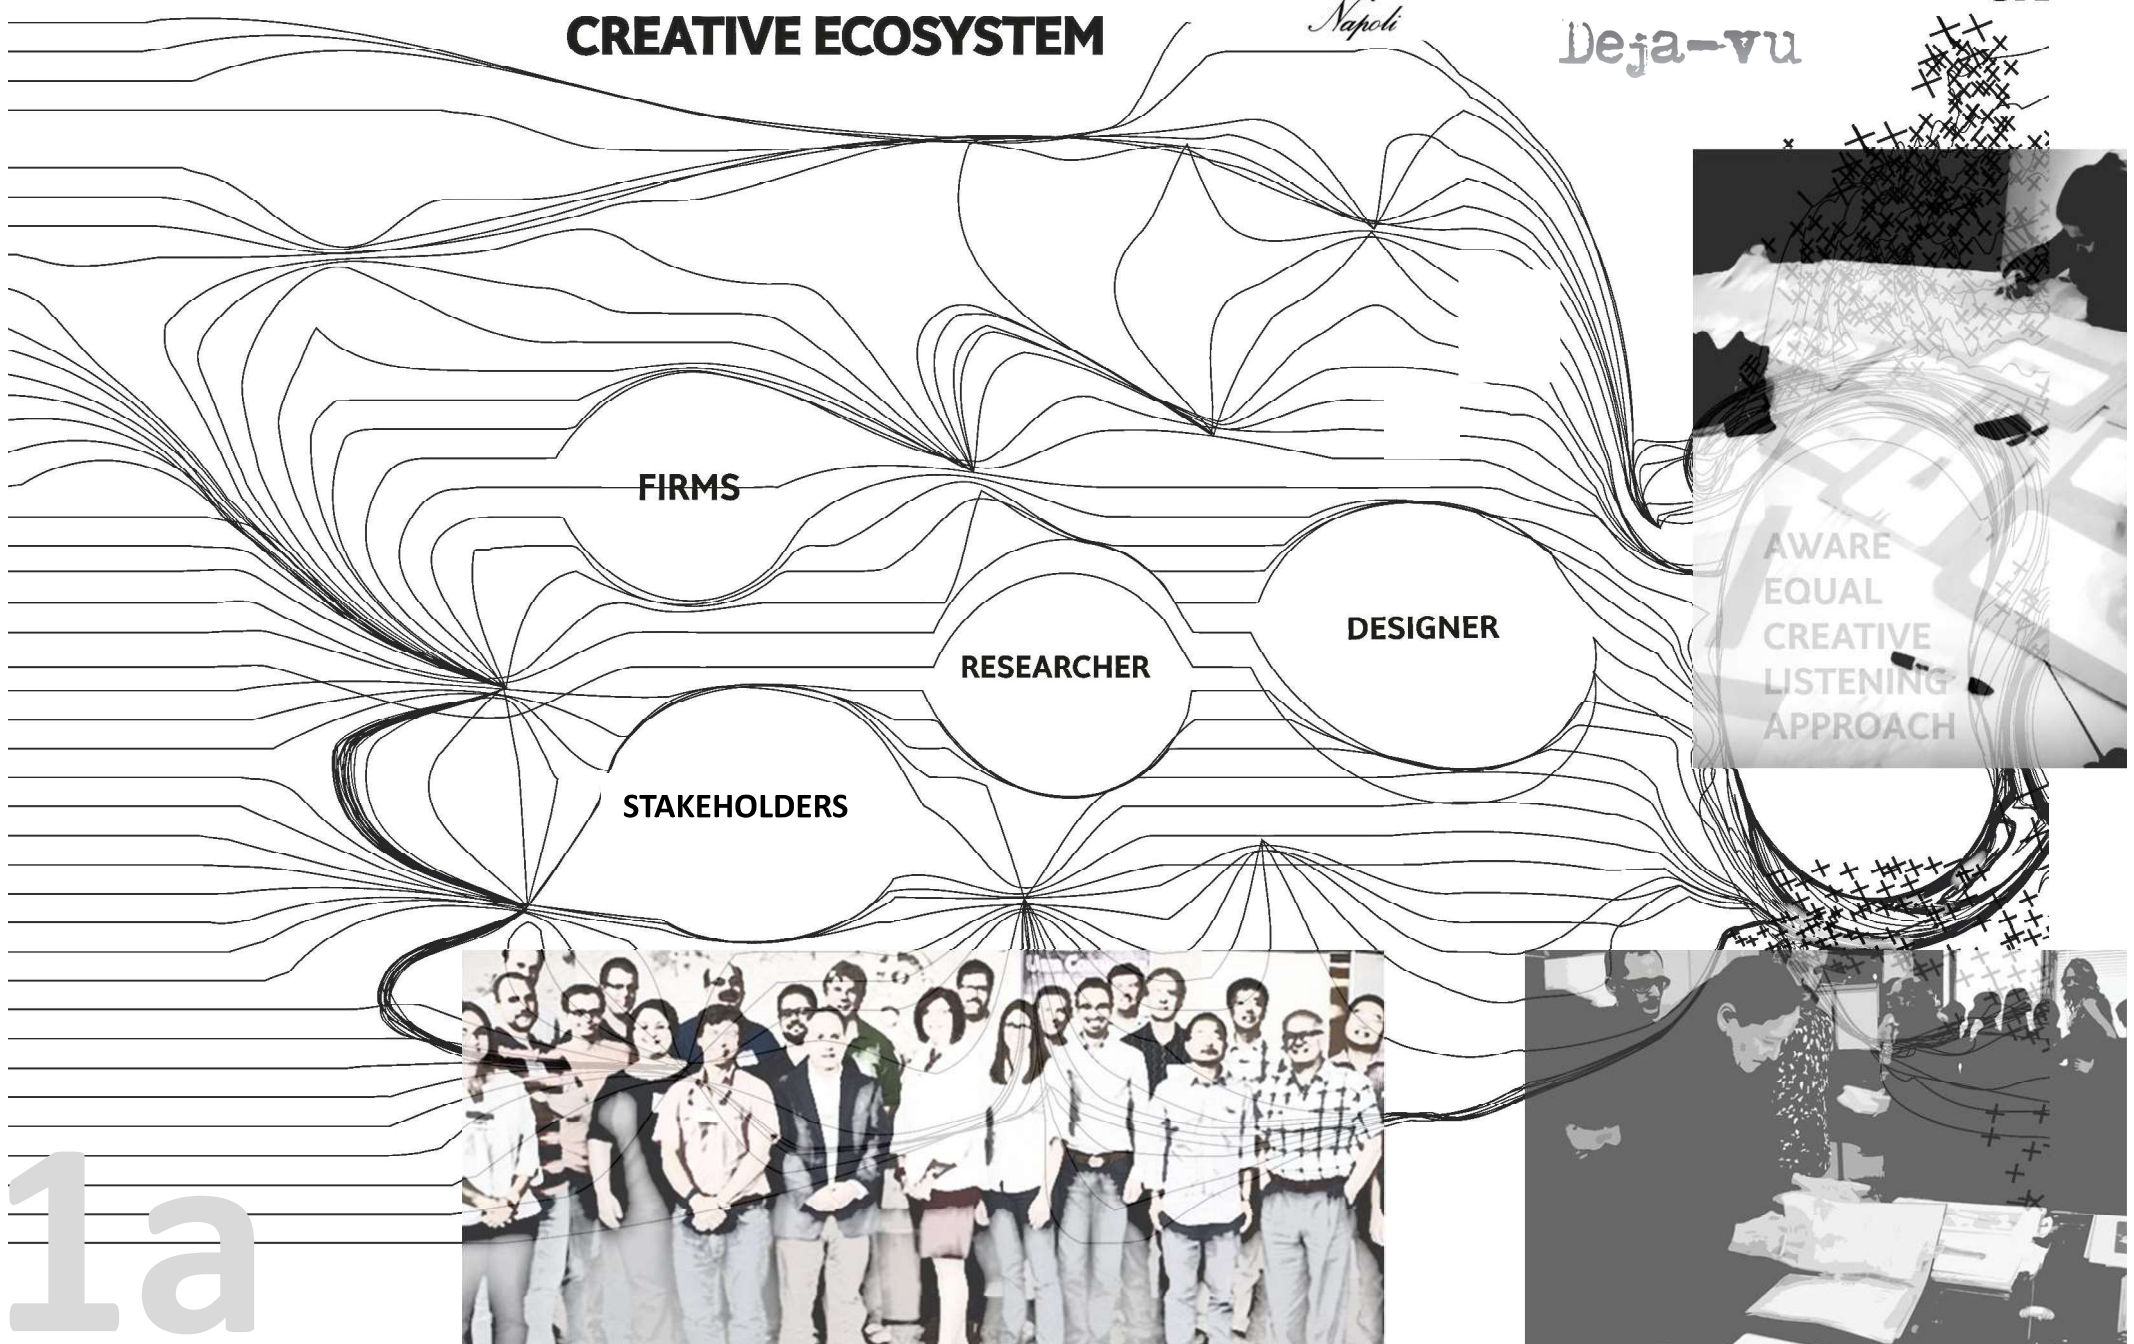 CREATIVE ECOSYSTEM
Napoli
Deja-vu
FIRMS
AWARE
EQUAL
CREATIVE
LISTENING
APPROACH
DESIGNER
RESEARCHER
STAKEHOLDERS
1a